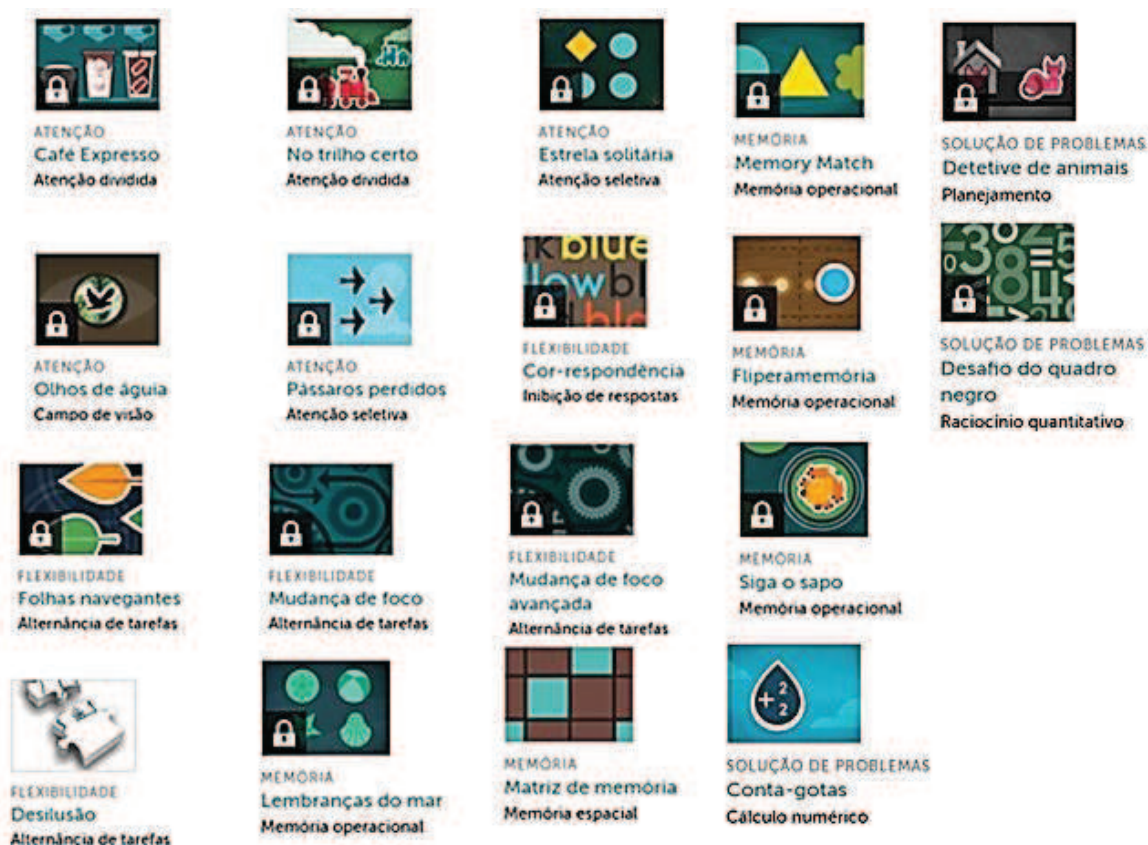 ATENÇÃO
Café Expresso
Atenção dividida
ATENÇÃO
No trilho certo
Atenção dividida
ATENÇÃO
Estrela solitária
Atenção seletiva
MEMÓRIA
Memory Match
Memória operacional
SOLUÇÃO DE PROBLEMAS
Detetive de animais
Planejamento
ATENÇÃO
Olhos de águia
Campo de visão
ATENÇÃO
Pássaros perdidos
Atenção seletiva
blue
FLEXIBILIDADE
Cor-respondência
Inibição de respostas
MEMÓRIA
Fliperamemória
Memória operacional
SOLUÇÃO DE PROBLEMAS
Desafio do quadro
negro
Raciocínio quantitativo
FLEXIBILIDADE
Folhas navegantes
Alternância de tarefas
FLEXIBILIDADE
Mudança de foco
Alternância de tarefas
FLEXIBILIDADE
Mudança de foco
avançada
Alternância de tarefas
MEMÓRIA
Siga o sapo
Memória operacional
FLEXIBILIDADE
Desilusão
Alternância de tarefas
MEMÓRIA
Lembranças do mar
Memória operacional
MEMÓRIA
Matriz de memória
Memória espacial
+2
2
SOLUÇÃO DE PROBLEMAS
Conta-gotas
Cálculo numérico